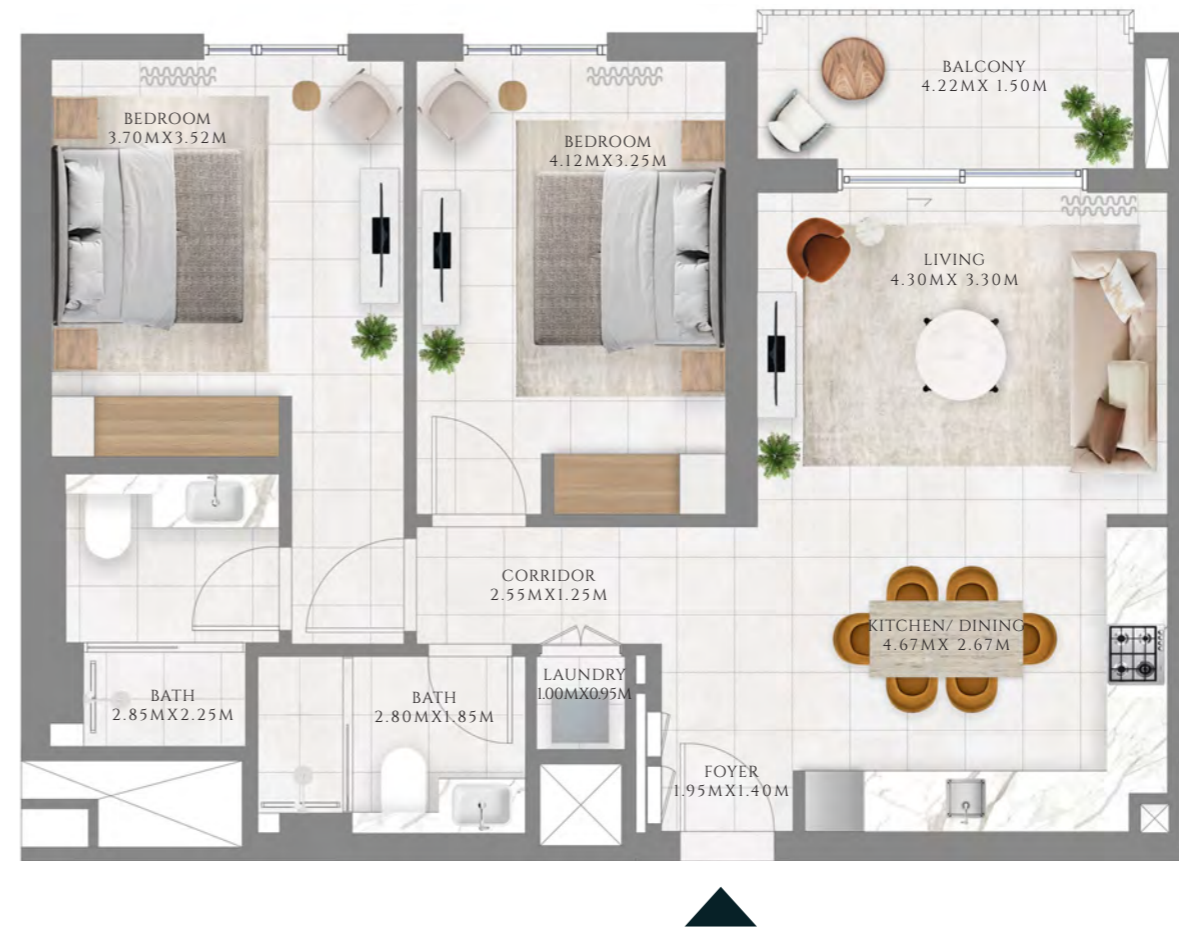 BALCONY
4.22MX 1.50M
BEDROOM
3.70MX3.52M
BEDROOM
4.12MX3.25M
LIVING
4.30MX 3.30M
CORRIDOR
2.55MX1.25M
KITCHEN/ DINING
4.67MX 2.67M
BATH
2.85MX2.25M
BATH
2.80MX1.85M
LAUNDRY
1.00MX0.95M
FOYER
1.95MX1.40M